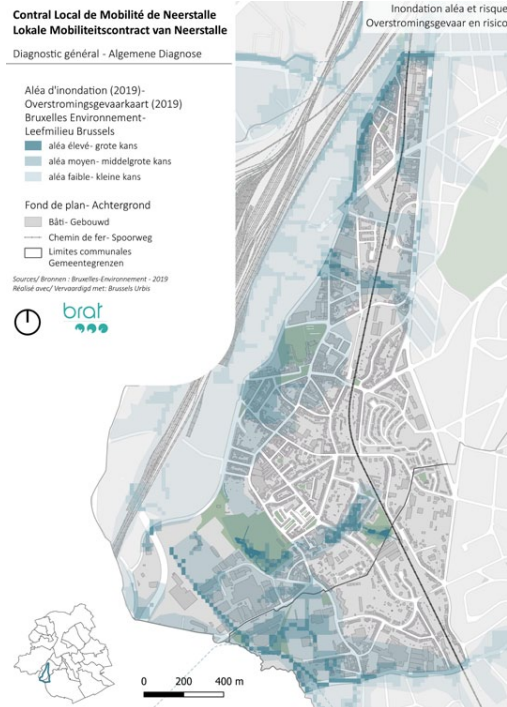 Contral Local de Mobilité de Neerstalle
Lokale Mobiliteitscontract van Neerstalle
Diagnostic général - Algemene Diagnose
Inondation aléa et risque
Overstromingsgevaar en risico
Aléa d'inondation (2019)-
Overstromingsgevaarkaart (2019)
Bruxelles Environnement-
Leefmilieu Brussels
aléa élevé- grote kans
aléa moyen- middelgrote kans
aléa faible- kleine kans
Fond de plan- Achtergrond
Bâti- Gebouwd
Chemin de fer- Spoorweg
Limites communales
Gemeentegrenzen
Sources/ Bronnen : Bruxelles-Environnement - 2019
Réalisé avec/ Vervaardigd met: Brussels Urbis
brat
0 200 400 m